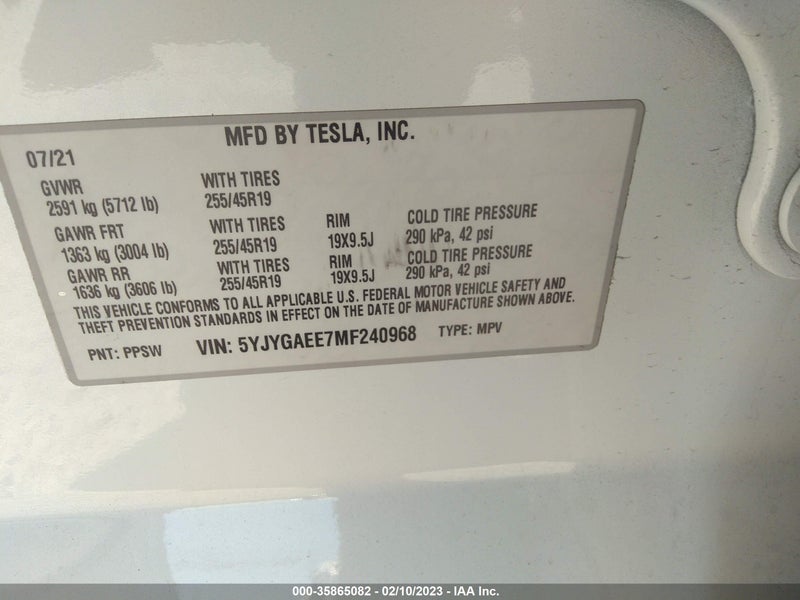 MFD BY TESLA, INC.
07/21
GVWR WITH TIRES
2591 kg (5712 lb) 255/45R19
GAWR FRT WITH TIRES RIM COLD TIRE PRESSURE
1363 kg (3004 lb) 255/45R19 19X9.5J 290 kPa, 42 psi
GAWR RR WITH TIRES RIM COLD TIRE PRESSURE
1636 kg (3606 lb) 255/45R19 19X9.5J 290 kPa, 42 psi
THIS VEHICLE CONFORMS TO ALL APPLICABLE U.S. FEDERAL MOTOR VEHICLE SAFETY AND
THEFT PREVENTION STANDARDS IN EFFECT ON THE DATE OF MANUFACTURE SHOWN ABOVE.
PNT: PPSW VIN: 5YJYGAEE7MF240968 TYPE: MPV
000-35865082 - 02/10/2023 - IAA Inc.